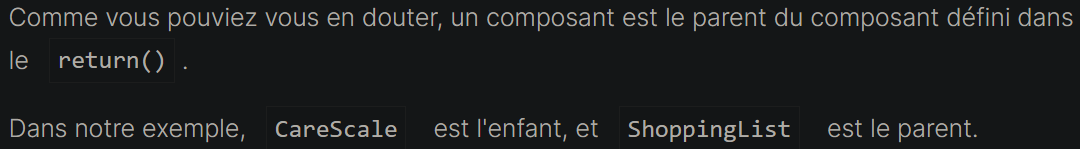 Comme vous pouviez vous en douter, un composant est le parent du composant défini dans
le return() .
Dans notre exemple, CareScale est l'enfant, et ShoppingList est le parent.